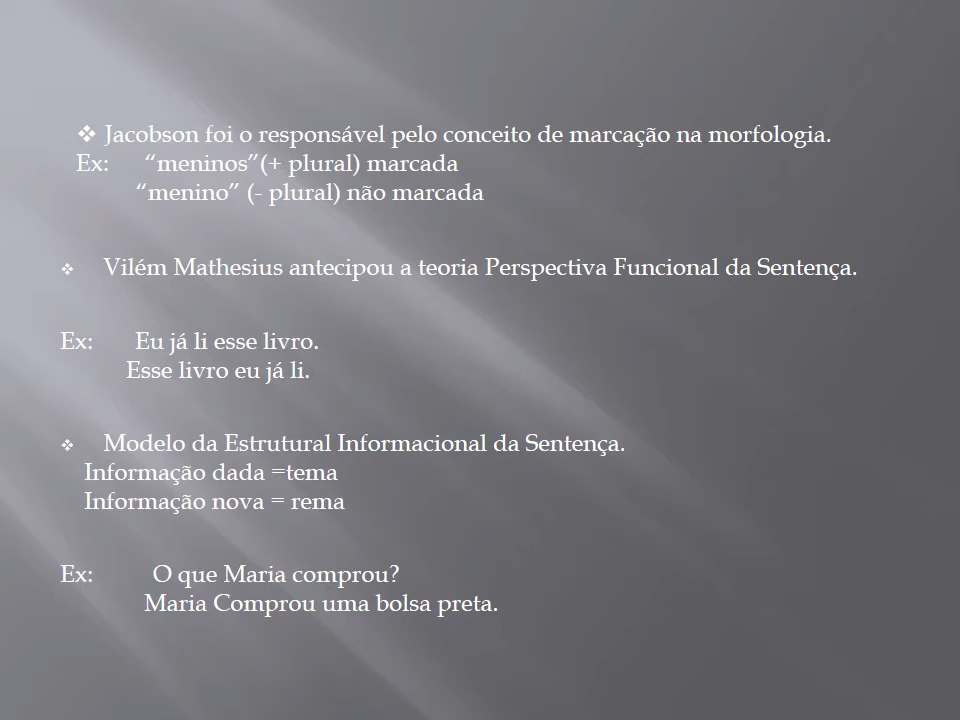 ❖ Jacobson foi o responsável pelo conceito de marcação na morfologia.
Ex: “meninos”(+ plural) marcada
“menino” (- plural) não marcada
❖ Vilém Mathesius antecipou a teoria Perspectiva Funcional da Sentença.
Ex: Eu já li esse livro.
Esse livro eu já li.
❖ Modelo da Estrutural Informacional da Sentença.
Informação dada =tema
Informação nova = rema
Ex: O que Maria comprou?
Maria Comprou uma bolsa preta.